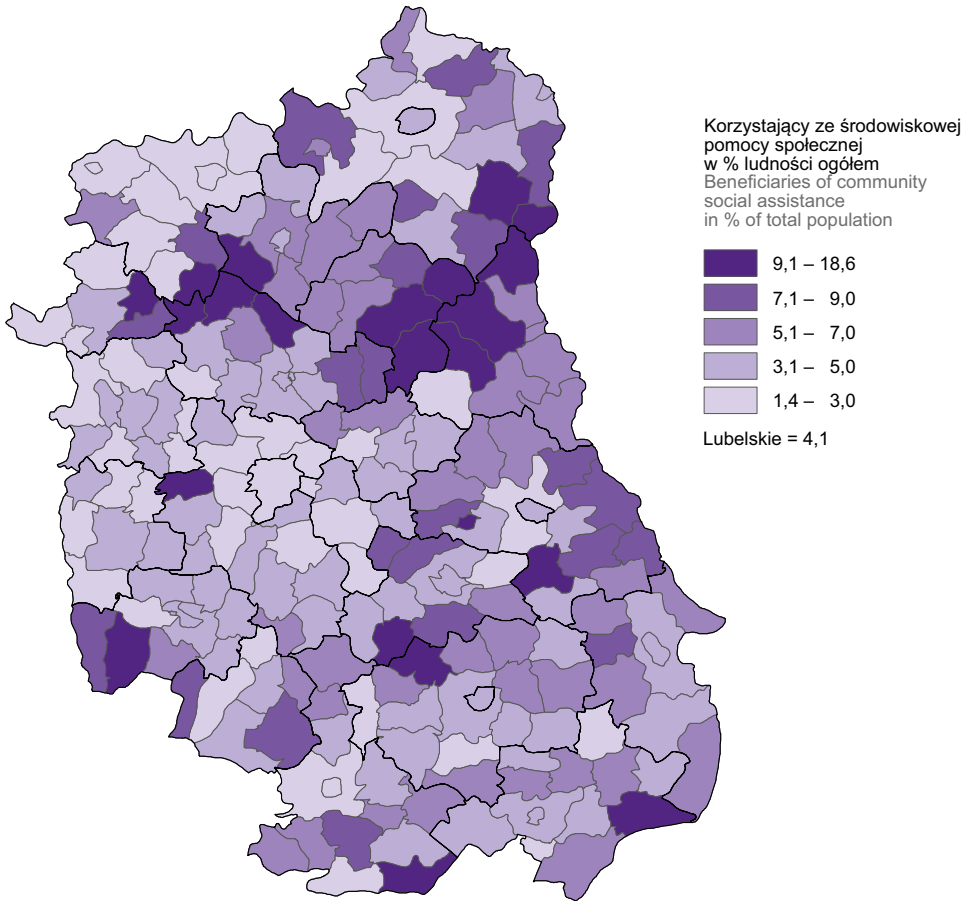 Korzystający ze środowiskowej
pomocy społecznej
w % ludności ogółem
Beneficiaries of community
social assistance
in % of total population
9,1 – 18,6
7,1 – 9,0
5,1 – 7,0
3,1 – 5,0
1,4 – 3,0
Lubelskie = 4,1